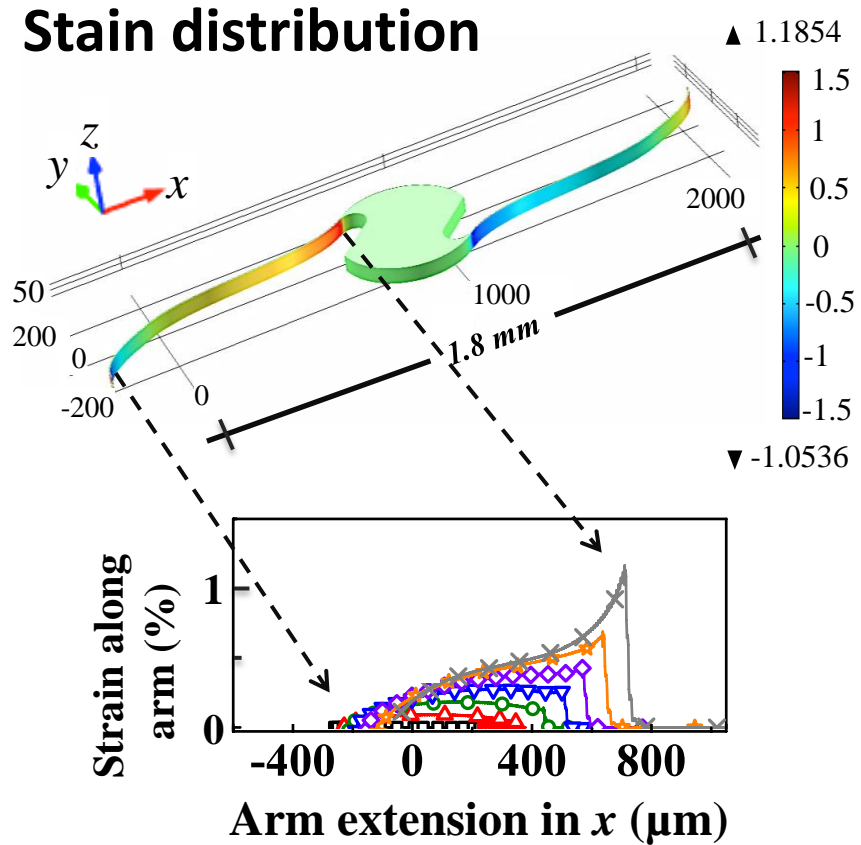 Stain distribution
▲ 1.1854
1.5
1
0.5
0
-0.5
-1
-1.5
▼ -1.0536
z
y
x
50
200
0
-200
0
1000
2000
1.8 mm
Strain along
arm (%)
1
0
-400 0 400 800
Arm extension in x (μm)